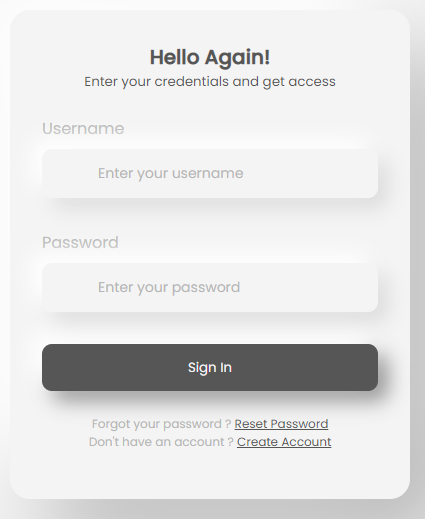 Hello Again!
Enter your credentials and get access
Username
Enter your username
Password
Enter your password
Sign In
Forgot your password ? Reset Password
Don't have an account ? Create Account